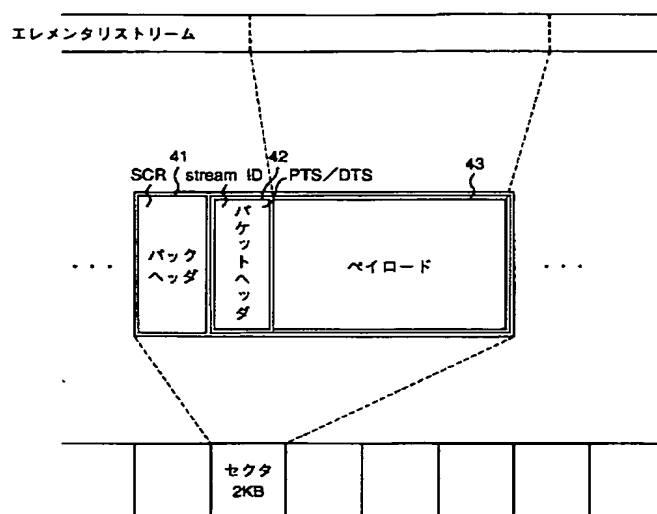 エレメンタリストリーム
41 42 43
SCR stream ID PTS/DTS
パック
ヘッダ
パケットヘッダ
ペイロード
. . .
. . .
セクタ
2KB